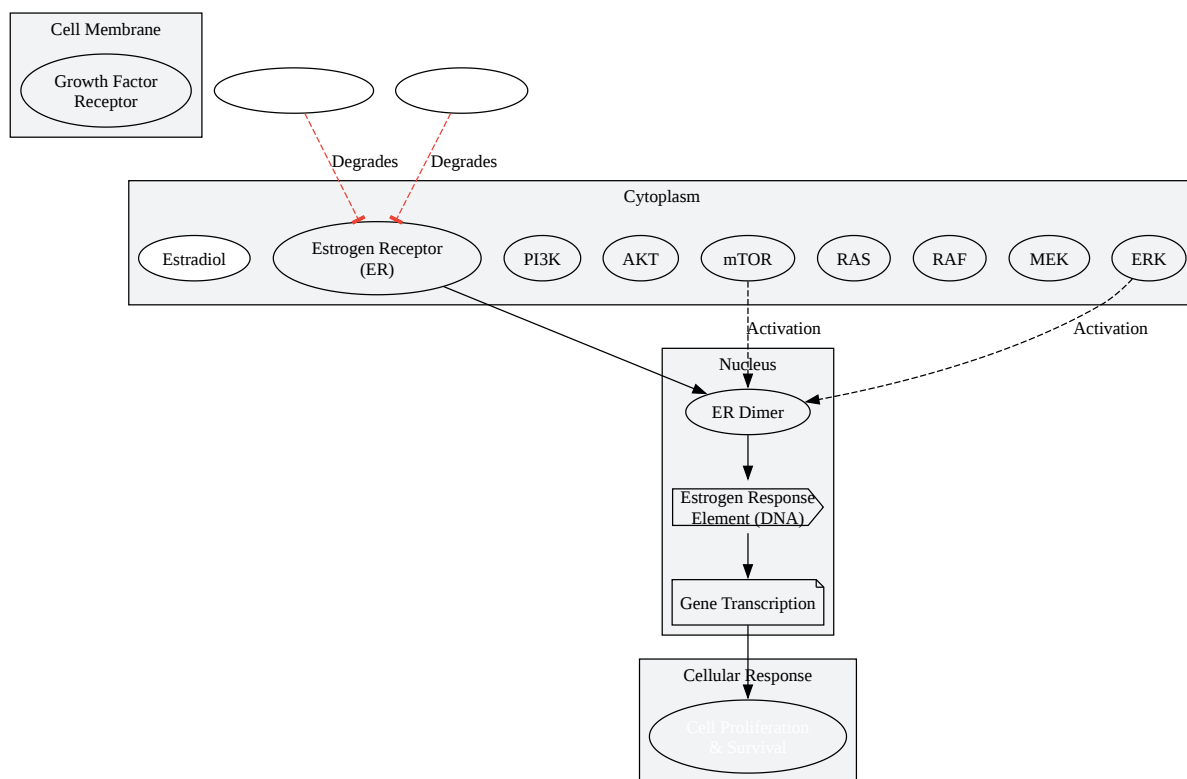 Cell Membrane
Growth Factor
Receptor
Degrades
Degrades
Cytoplasm
Estradiol
Estrogen Receptor
(ER)
PI3K
AKT
mTOR
RAS
RAF
MEK
ERK
Activation
Activation
Nucleus
ER Dimer
Estrogen Response
Element (DNA)
Gene Transcription
Cellular Response
Cell Proliferation
& Survival